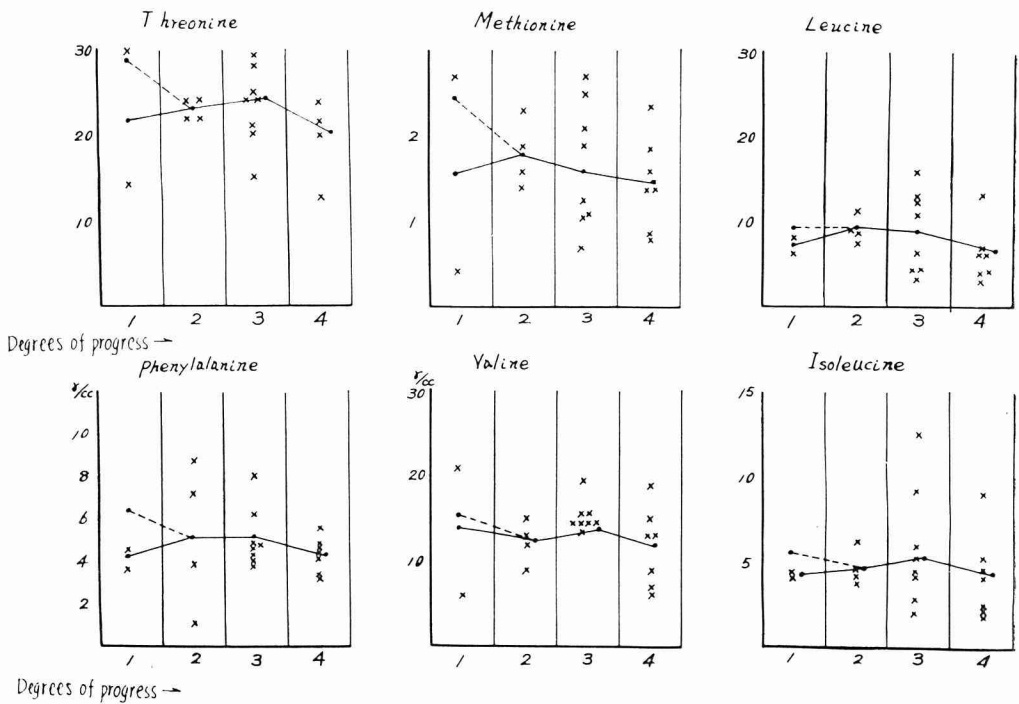 Threonine
Methionine
Leucine
30
20
10
1 2 3 4
2
1
1 2 3 4
30
20
10
1 2 3 4
Degrees of progress →
Phenylalanine
Valine
Isoleucine
γ/cc
10
8
6
4
2
1 2 3 4
γ/cc
30
20
10
1 2 3 4
15
10
5
1 2 3 4
Degrees of progress →